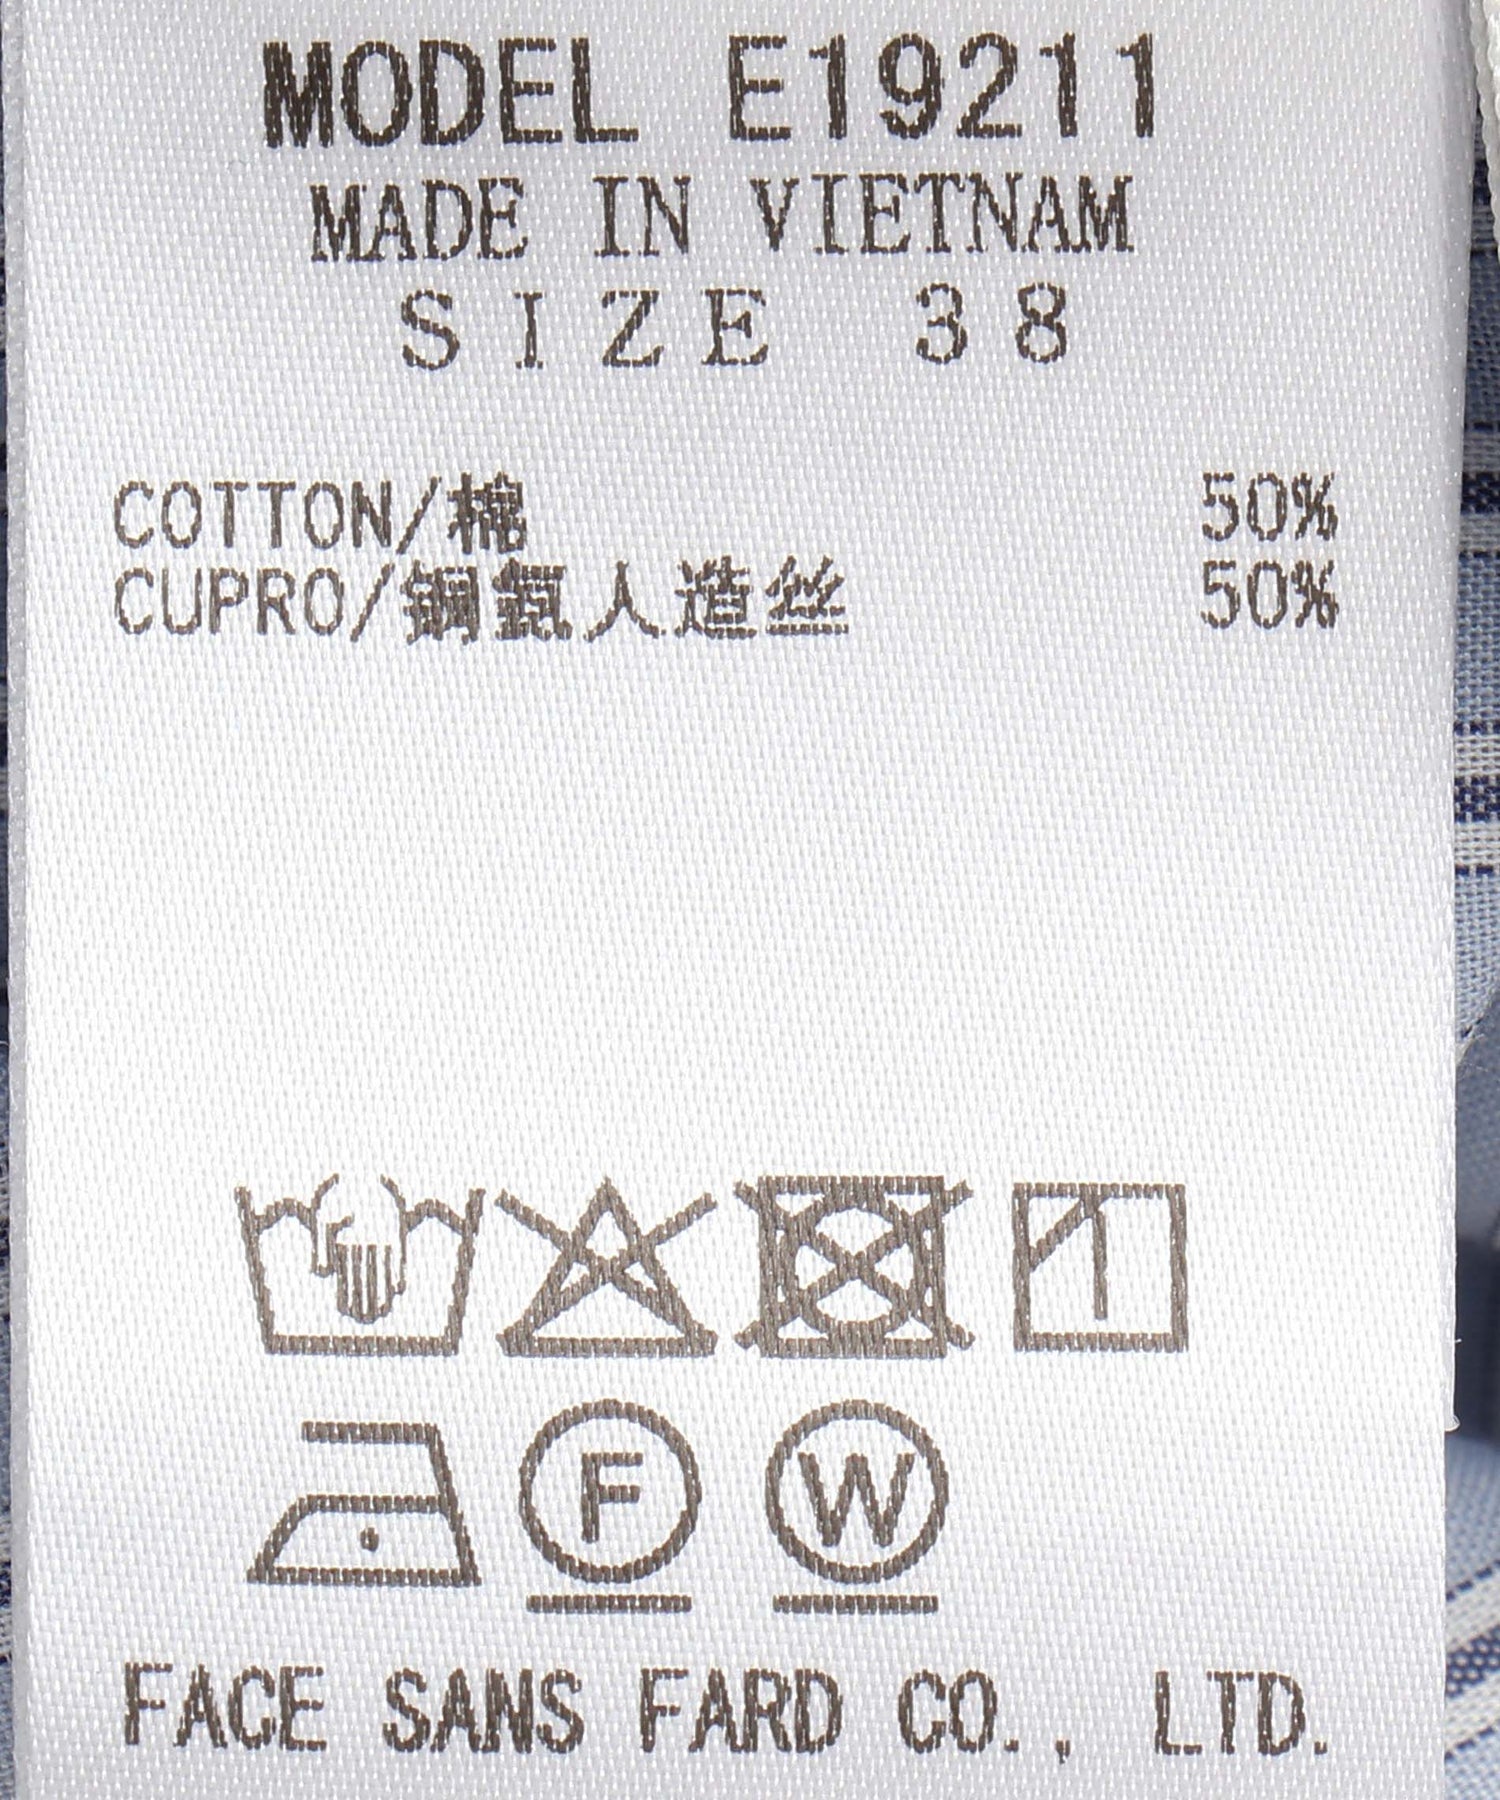 MODEL E19211
MADE IN VIETNAM
SIZE 38
COTTON/棉 50%
CUPRO/铜氨人造丝 50%
F W
FACE SANS FARD CO., LTD.